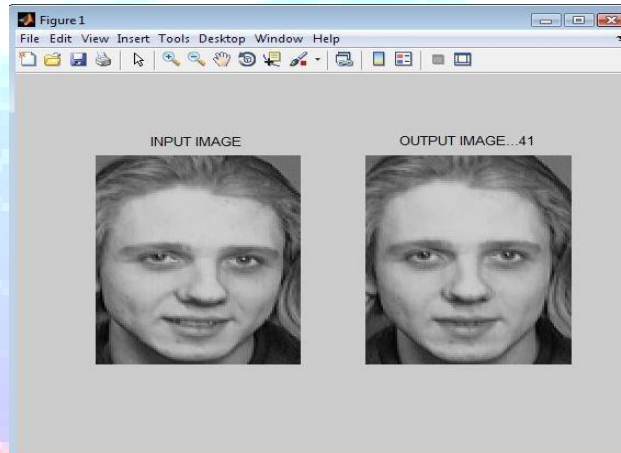 Figure 1
File Edit View Insert Tools Desktop Window Help
INPUT IMAGE
OUTPUT IMAGE...41